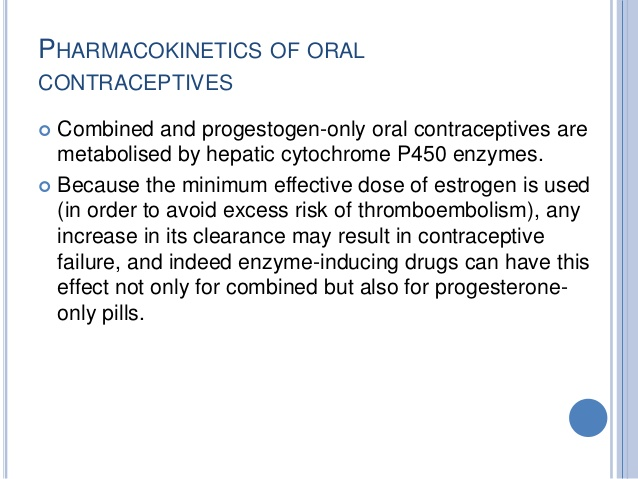 PHARMACOKINETICS OF ORAL
CONTRACEPTIVES
Combined and progestogen-only oral contraceptives are
metabolised by hepatic cytochrome P450 enzymes.
Because the minimum effective dose of estrogen is used
(in order to avoid excess risk of thromboembolism), any
increase in its clearance may result in contraceptive
failure, and indeed enzyme-inducing drugs can have this
effect not only for combined but also for progesterone-
only pills.